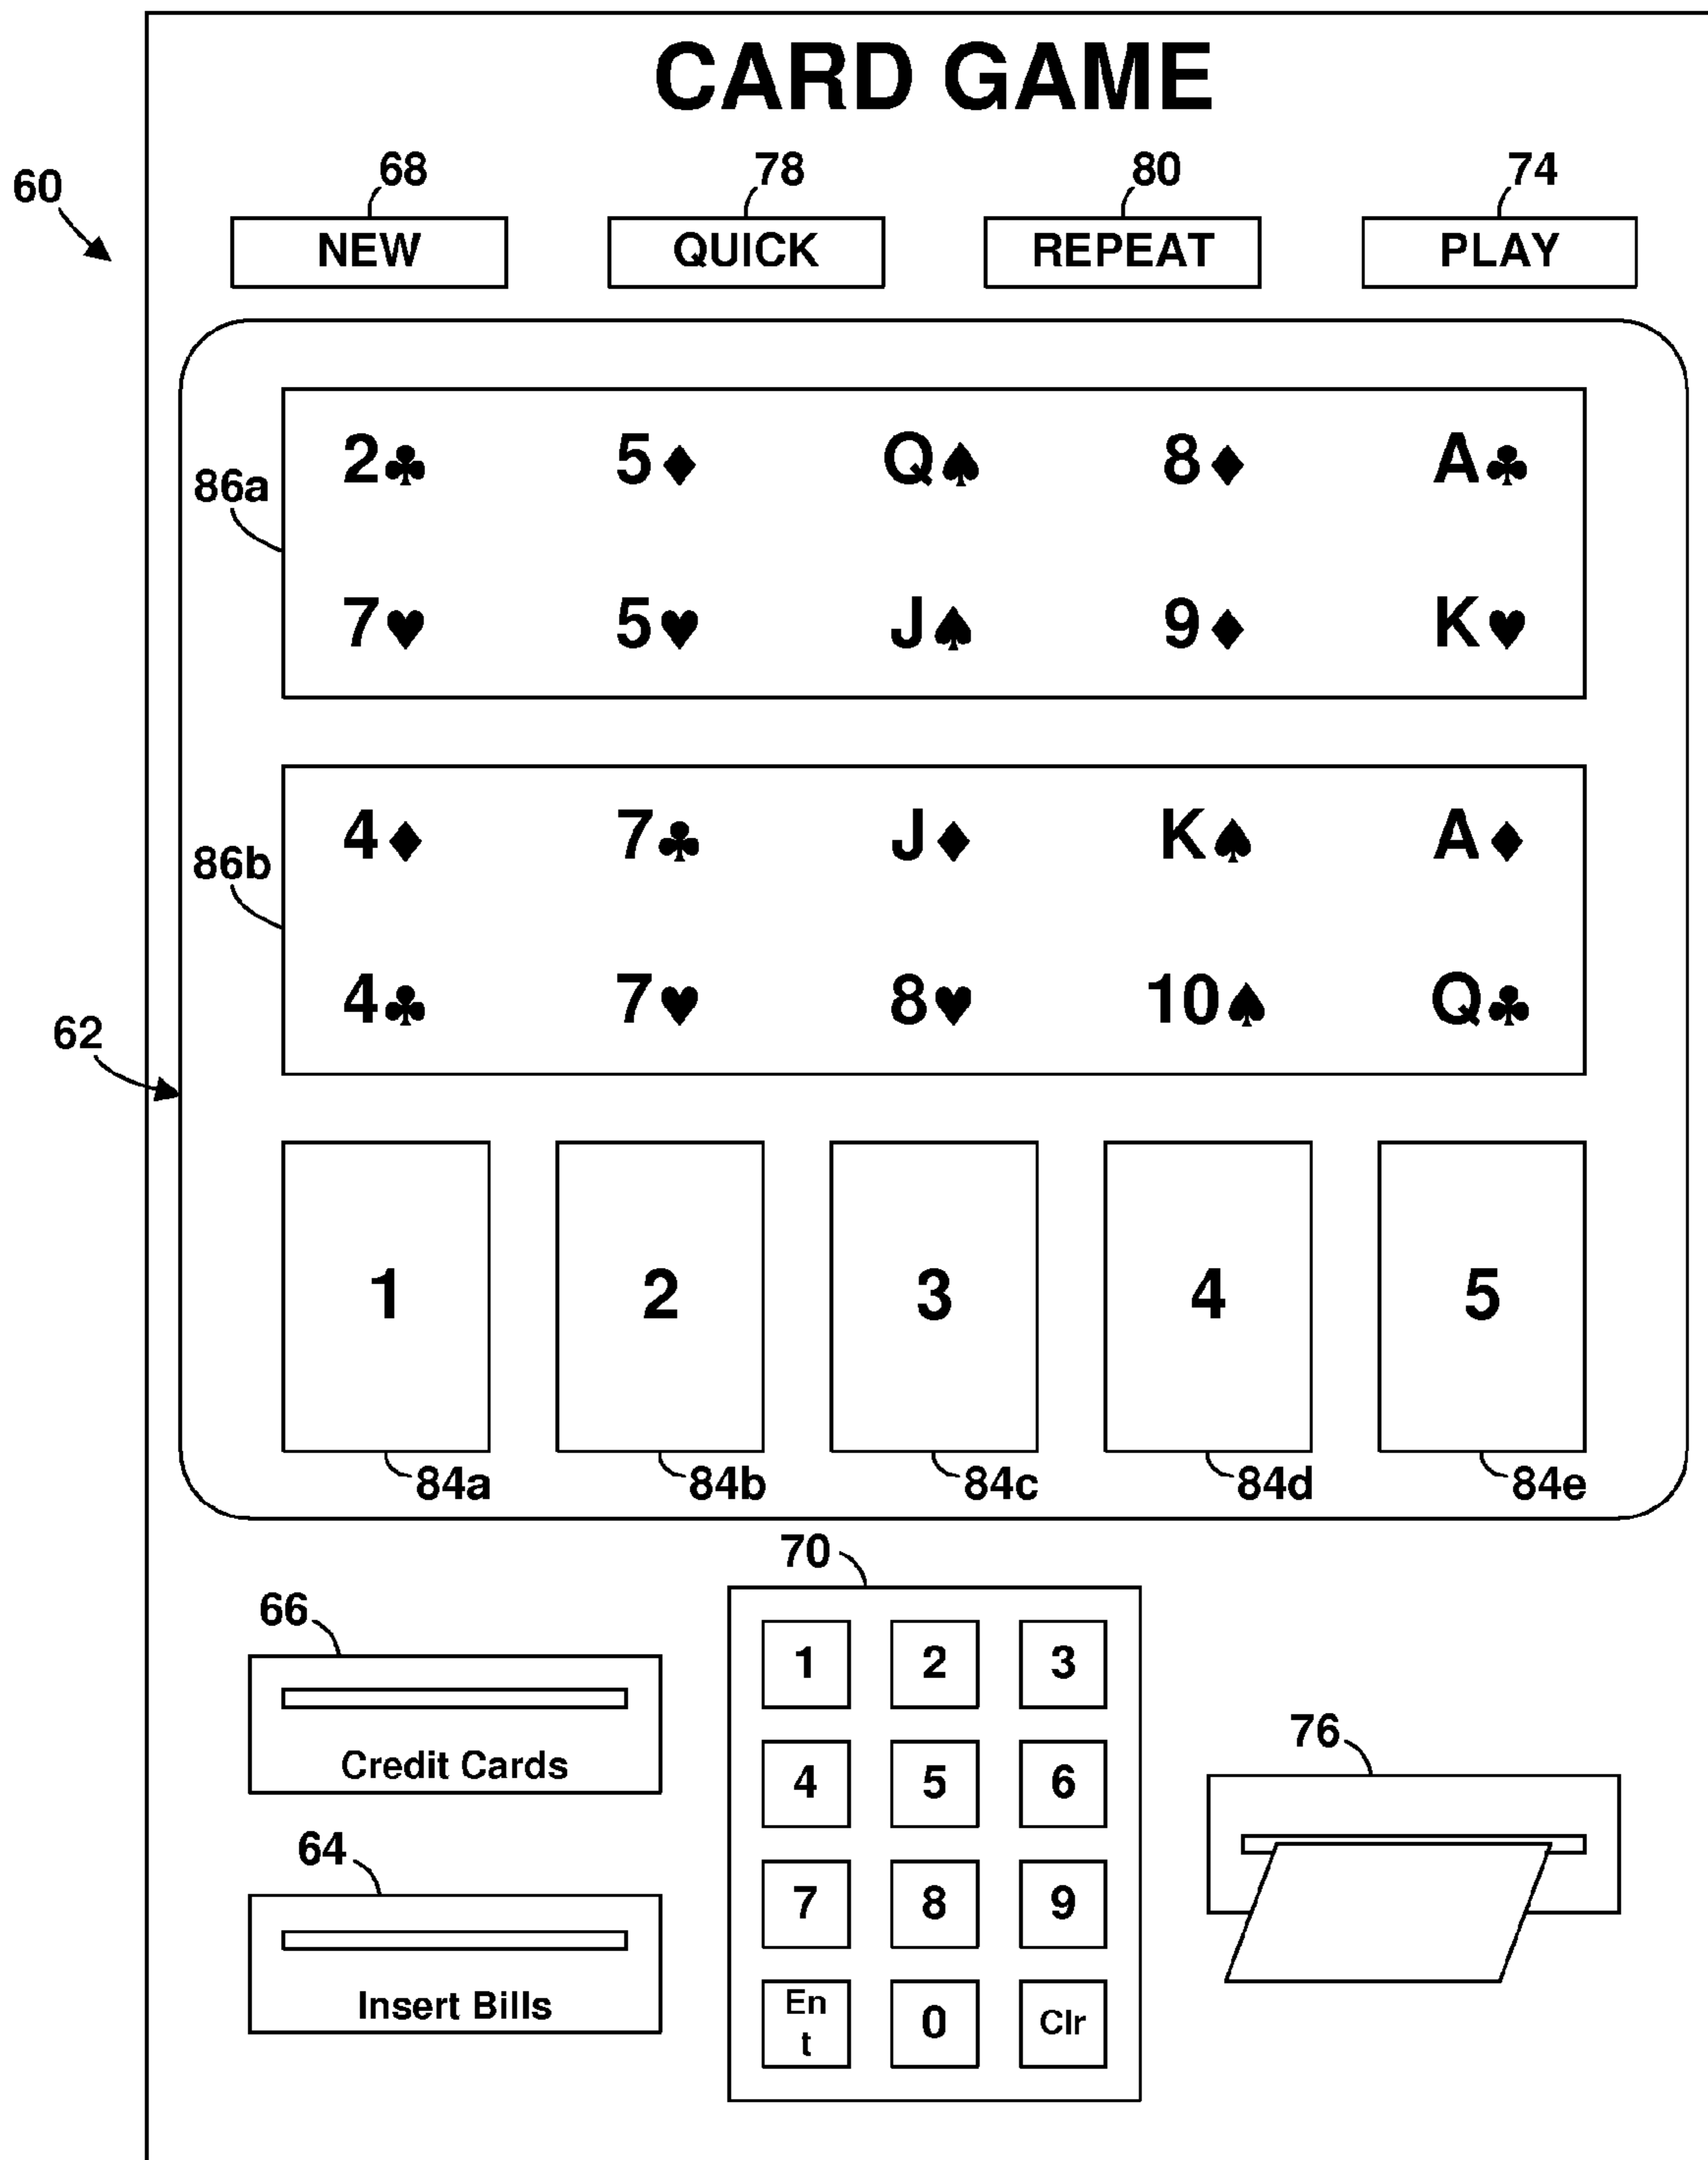 CARD GAME
60
68 78 80 74
NEW QUICK REPEAT PLAY
86a
2♣ 5♦ Q♠ 8♦ A♣
7♥ 5♥ J♠ 9♦ K♥
86b
4♦ 7♣ J♦ K♠ A♦
4♣ 7♥ 8♥ 10♠ Q♣
62
1 2 3 4 5
84a 84b 84c 84d 84e
70
66
Credit Cards
64
Insert Bills
1 2 3
4 5 6
7 8 9
En
t
0 Clr
76